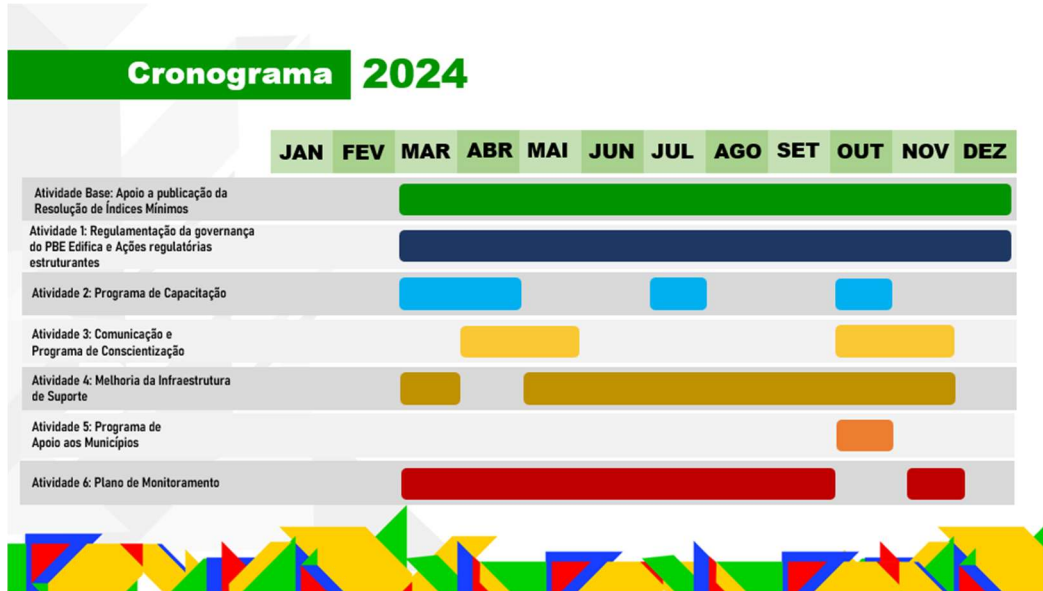 Cronograma 2024
JAN FEV MAR ABR MAI JUN JUL AGO SET OUT NOV DEZ
Atividade Base: Apoio a publicação da
Resolução de Índices Mínimos
Atividade 1: Regulamentação da governança
do PBE Edifica e Ações regulatórias
estruturantes
Atividade 2: Programa de Capacitação
Atividade 3: Comunicação e
Programa de Conscientização
Atividade 4: Melhoria da Infraestrutura
de Suporte
Atividade 5: Programa de
Apoio aos Municípios
Atividade 6: Plano de Monitoramento